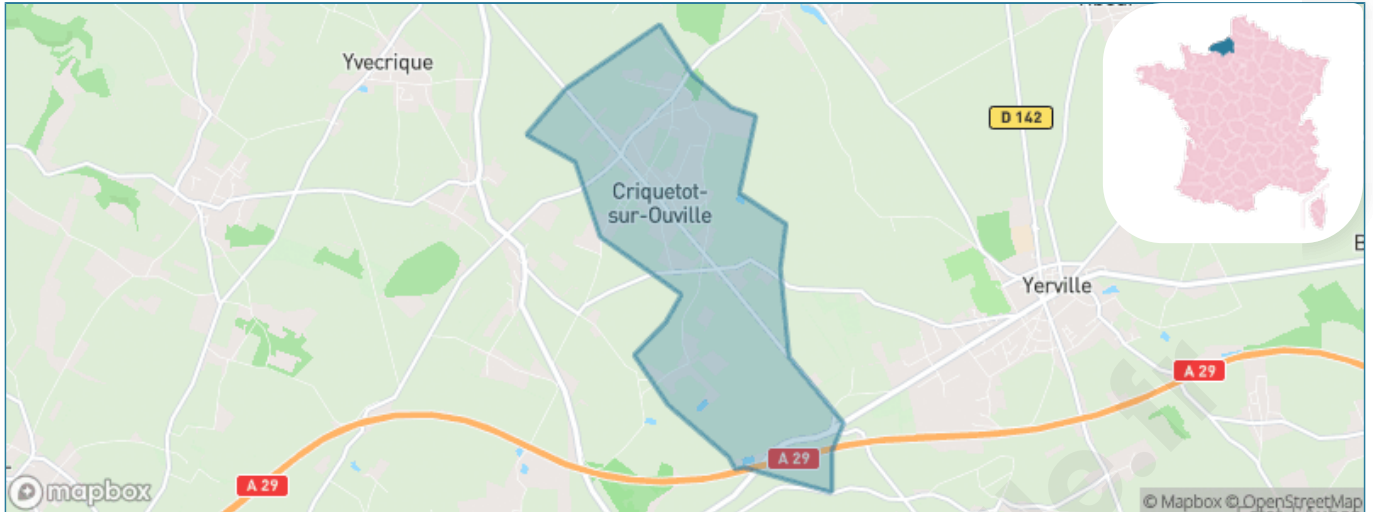 Yvecrique
D 142
Criquetot-
sur-Ouville
Yerville
A 29
A 29
A 29
mapbox
© Mapbox © OpenStreetMap